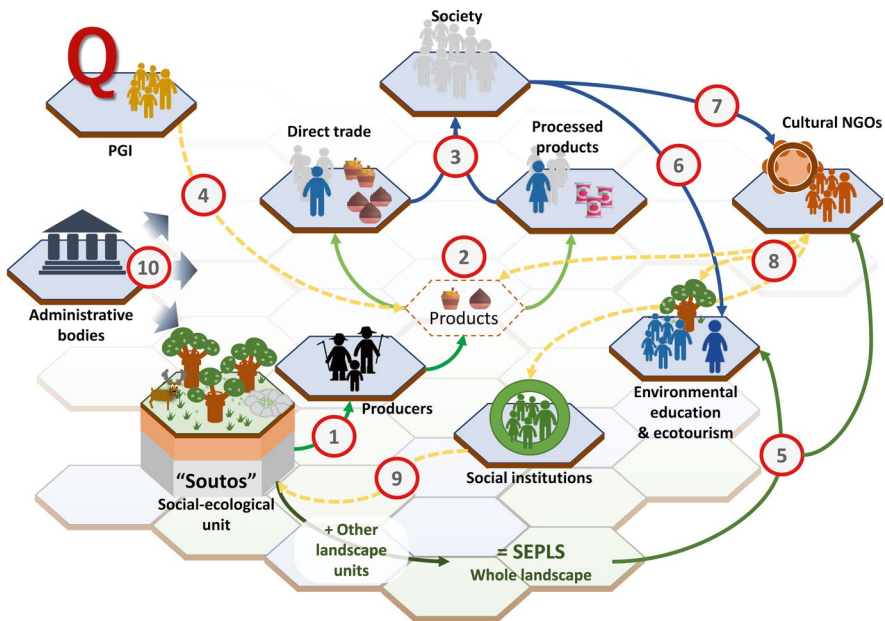 Q
Society
7
PGI
Direct trade
Processed
products
Cultural NGOs
3
6
4
2
8
10
Products
Administrative
bodies
Producers
Environmental
education
& ecotourism
1
5
9
Social institutions
“Soutos”
Social-ecological
unit
+ Other
landscape
units
= SEPLS
Whole landscape